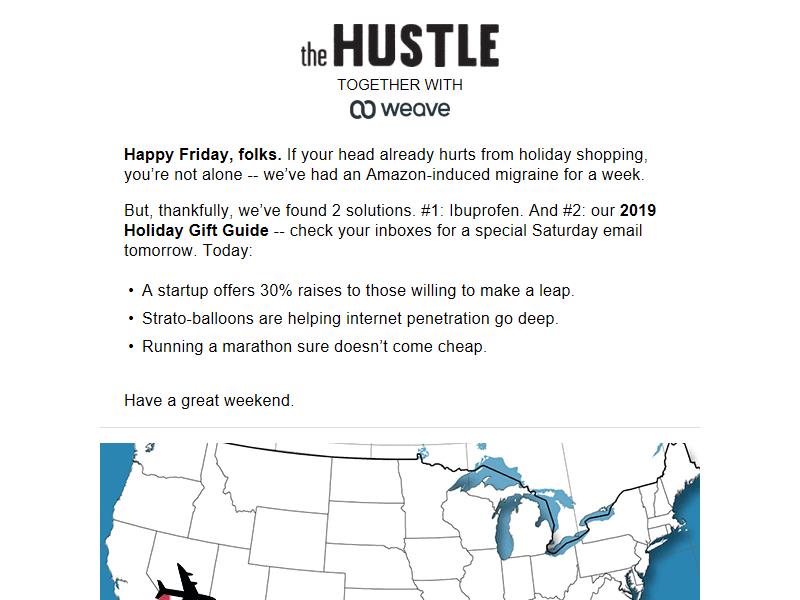 the HUSTLE
TOGETHER WITH
weave
Happy Friday, folks. If your head already hurts from holiday shopping,
you’re not alone -- we’ve had an Amazon-induced migraine for a week.
But, thankfully, we’ve found 2 solutions. #1: Ibuprofen. And #2: our 2019
Holiday Gift Guide -- check your inboxes for a special Saturday email
tomorrow. Today:
• A startup offers 30% raises to those willing to make a leap.
• Strato-balloons are helping internet penetration go deep.
• Running a marathon sure doesn’t come cheap.
Have a great weekend.